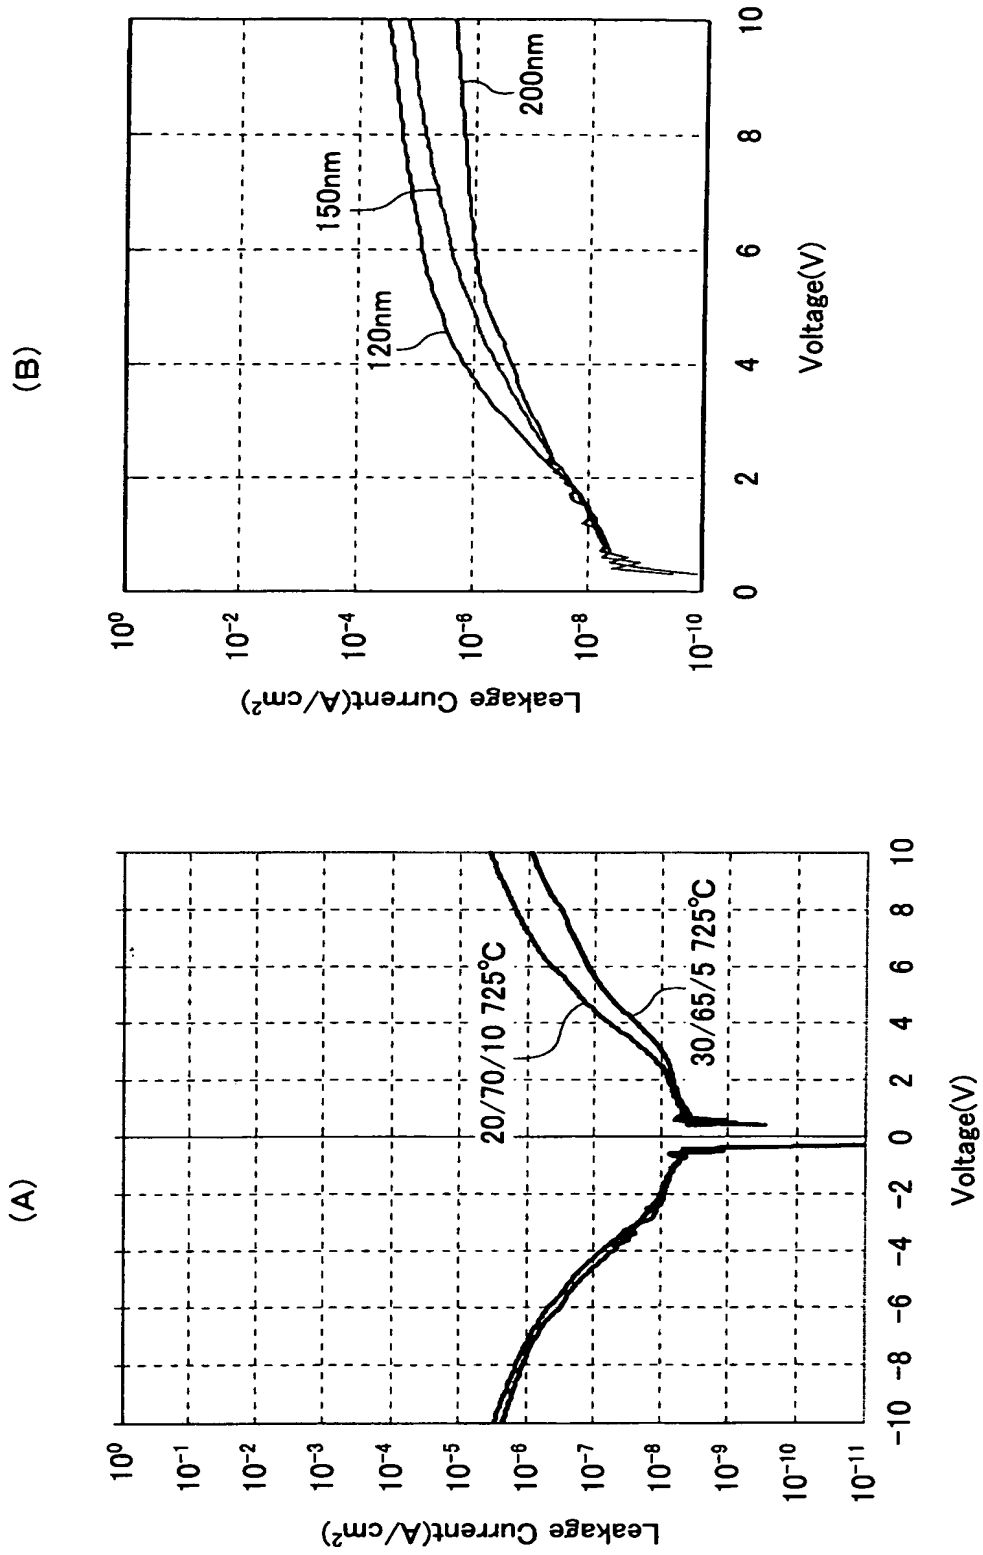 (A)
Leakage Current(A/cm²)
10⁰
10⁻¹
10⁻²
10⁻³
10⁻⁴
10⁻⁵
10⁻⁶
10⁻⁷
10⁻⁸
10⁻⁹
10⁻¹⁰
10⁻¹¹
-10 -8 -6 -4 -2 0 2 4 6 8 10
Voltage(V)
20/70/10 725℃
30/65/5 725℃
(B)
Leakage Current(A/cm²)
10⁰
10⁻²
10⁻⁴
10⁻⁶
10⁻⁸
10⁻¹⁰
0 2 4 6 8 10
Voltage(V)
120nm
150nm
200nm